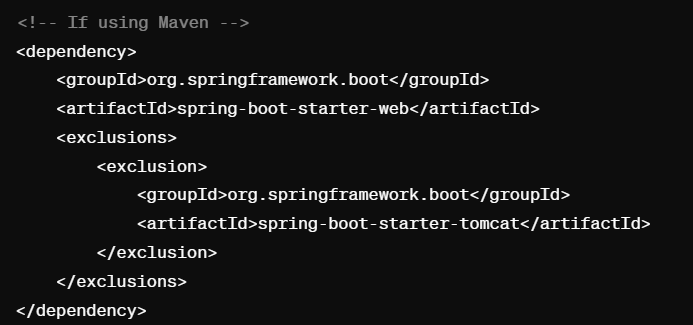 <!-- If using Maven -->
<dependency>
    <groupId>org.springframework.boot</groupId>
    <artifactId>spring-boot-starter-web</artifactId>
    <exclusions>
        <exclusion>
            <groupId>org.springframework.boot</groupId>
            <artifactId>spring-boot-starter-tomcat</artifactId>
        </exclusion>
    </exclusions>
</dependency>